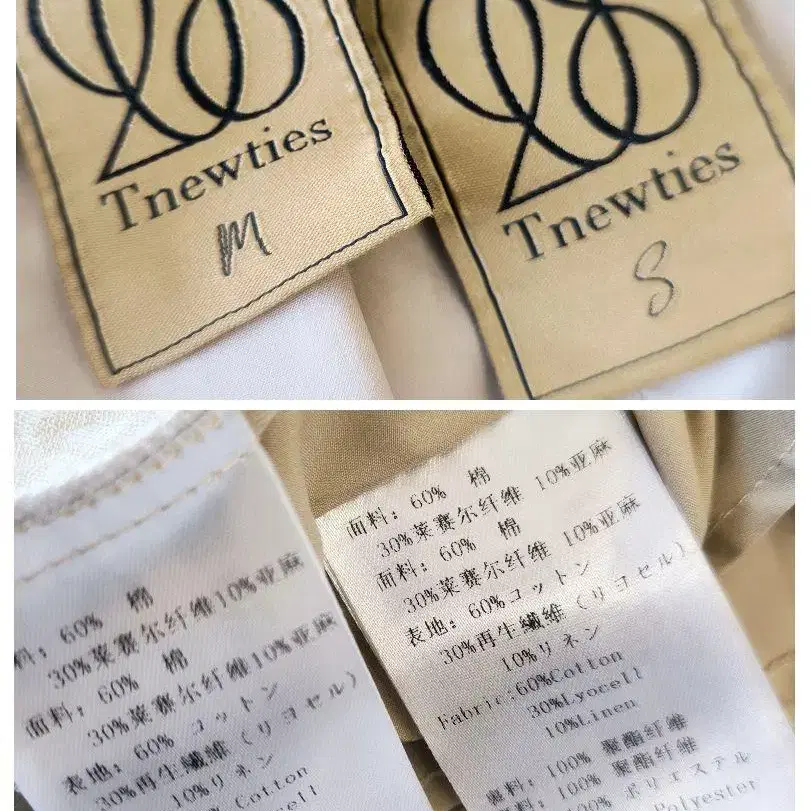 Tnewties
M
Tnewties
S
料: 60% 棉
30%莱赛尔纤维10%亚麻
面料: 60% 棉
30%莱赛尔纤维10%亚麻
表地: 60% コットン
30%再生繊維 (リヨセル)
10%リネン
60%Cotton
面料: 60% 棉
30%莱赛尔纤维 10%亚麻
面料: 60% 棉
30%莱赛尔纤维 10%亚麻
表地: 60%コットン
30%再生繊維 (リヨセル)
10%リネン
Fabric:60%Cotton
30%Lyocell
10%Linen
100% 聚酯纤维
100% 聚酯纤维
ポリエステル
Polyester